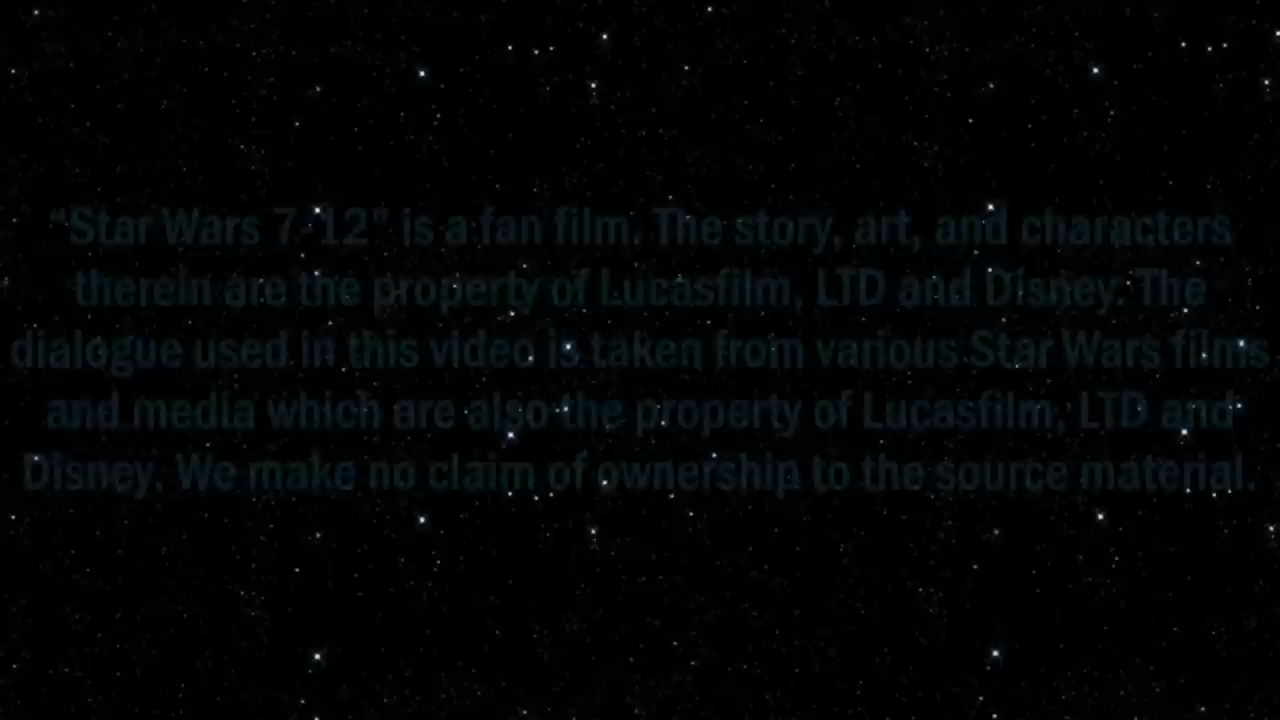 "Star Wars 7-12" is a fan film. The story, art, and characters
therein are the property of Lucasfilm, LTD and Disney. The
dialogue used in this video is taken from various Star Wars films
and media which are also the property of Lucasfilm, LTD and
Disney. We make no claim of ownership to the source material.